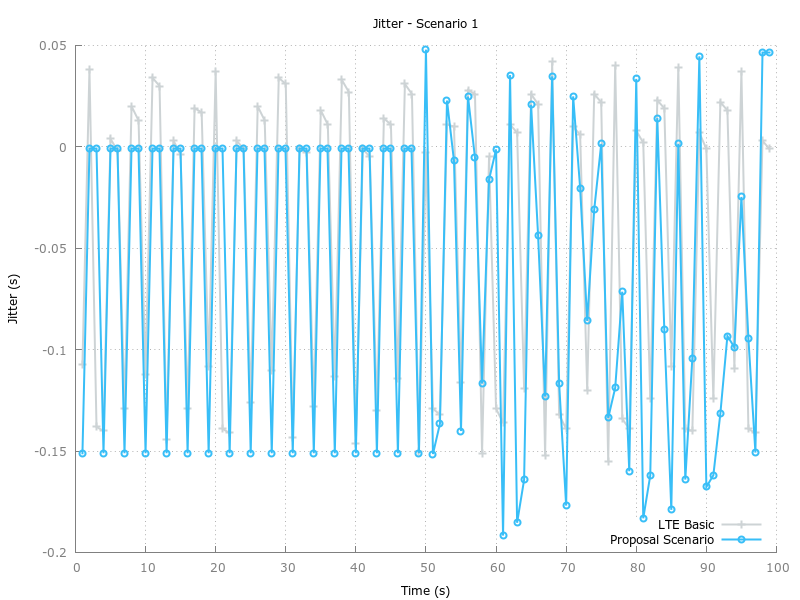 Jitter - Scenario 1
0.05
0
-0.05
-0.1
-0.15
-0.2
Jitter (s)
0 10 20 30 40 50 60 70 80 90 100
Time (s)
LTE Basic
Proposal Scenario